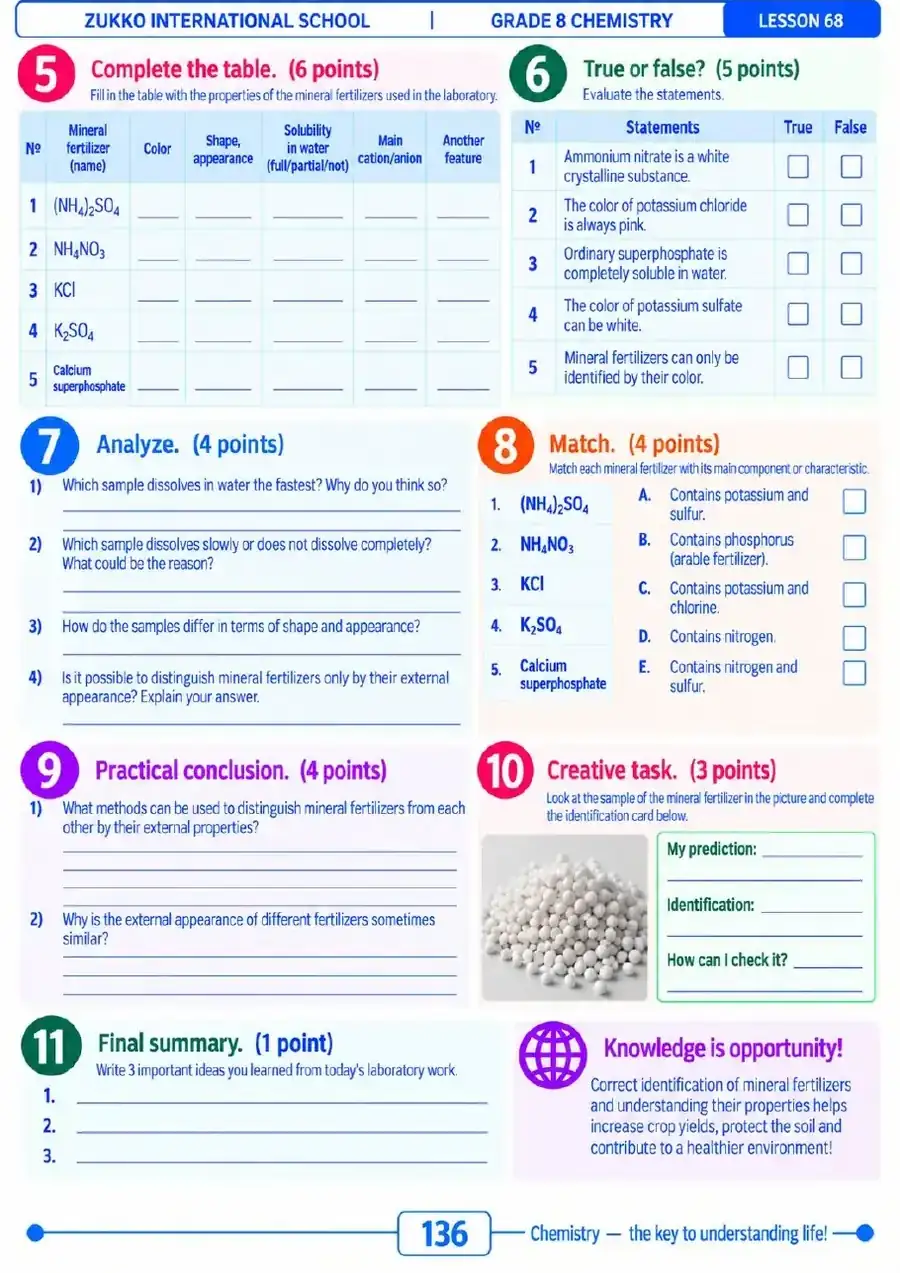 ZUKKO INTERNATIONAL SCHOOL | GRADE 8 CHEMISTRY LESSON 68
5 Complete the table. (6 points)
Fill in the table with the properties of the mineral fertilizers used in the laboratory.
№ Mineral fertilizer (name) Color Shape, appearance Solubility in water (full/partial/not) Main cation/anion Another feature
1 (NH₄)₂SO₄
2 NH₄NO₃
3 KCl
4 K₂SO₄
5 Calcium superphosphate
6 True or false? (5 points)
Evaluate the statements.
№ Statements True False
1 Ammonium nitrate is a white
crystalline substance.
2 The color of potassium chloride
is always pink.
3 Ordinary superphosphate is
completely soluble in water.
4 The color of potassium sulfate
can be white.
5 Mineral fertilizers can only be
identified by their color.
7 Analyze. (4 points)
1) Which sample dissolves in water the fastest? Why do you think so?
2) Which sample dissolves slowly or does not dissolve completely?
What could be the reason?
3) How do the samples differ in terms of shape and appearance?
4) Is it possible to distinguish mineral fertilizers only by their external
appearance? Explain your answer.
8 Match. (4 points)
Match each mineral fertilizer with its main component or characteristic.
1. (NH₄)₂SO₄
2. NH₄NO₃
3. KCl
4. K₂SO₄
5. Calcium
superphosphate
A. Contains potassium and
sulfur.
B. Contains phosphorus
(arable fertilizer).
C. Contains potassium and
chlorine.
D. Contains nitrogen.
E. Contains nitrogen and
sulfur.
9 Practical conclusion. (4 points)
1) What methods can be used to distinguish mineral fertilizers from each
other by their external properties?
2) Why is the external appearance of different fertilizers sometimes
similar?
10 Creative task. (3 points)
Look at the sample of the mineral fertilizer in the picture and complete
the identification card below.
My prediction:
Identification:
How can I check it?
11 Final summary. (1 point)
Write 3 important ideas you learned from today's laboratory work.
1.
2.
3.
Knowledge is opportunity!
Correct identification of mineral fertilizers
and understanding their properties helps
increase crop yields, protect the soil and
contribute to a healthier environment!
136
Chemistry — the key to understanding life!